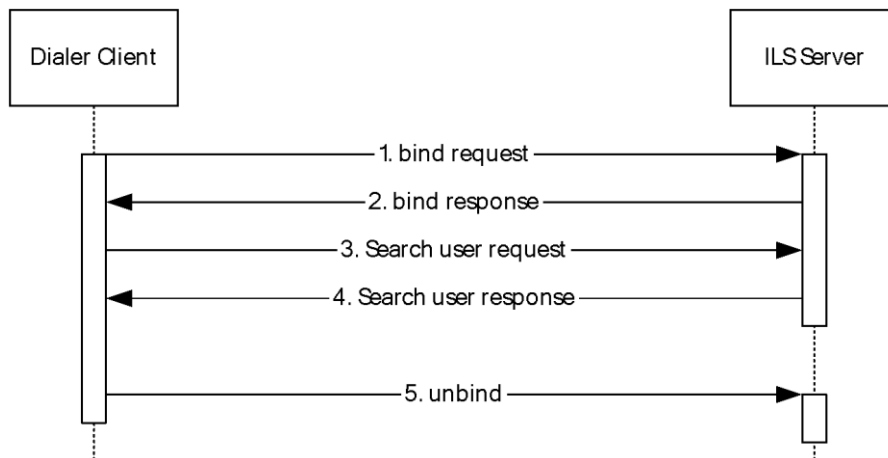 Dialer Client
ILS Server
1. bind request
2. bind response
3. Search user request
4. Search user response
5. unbind